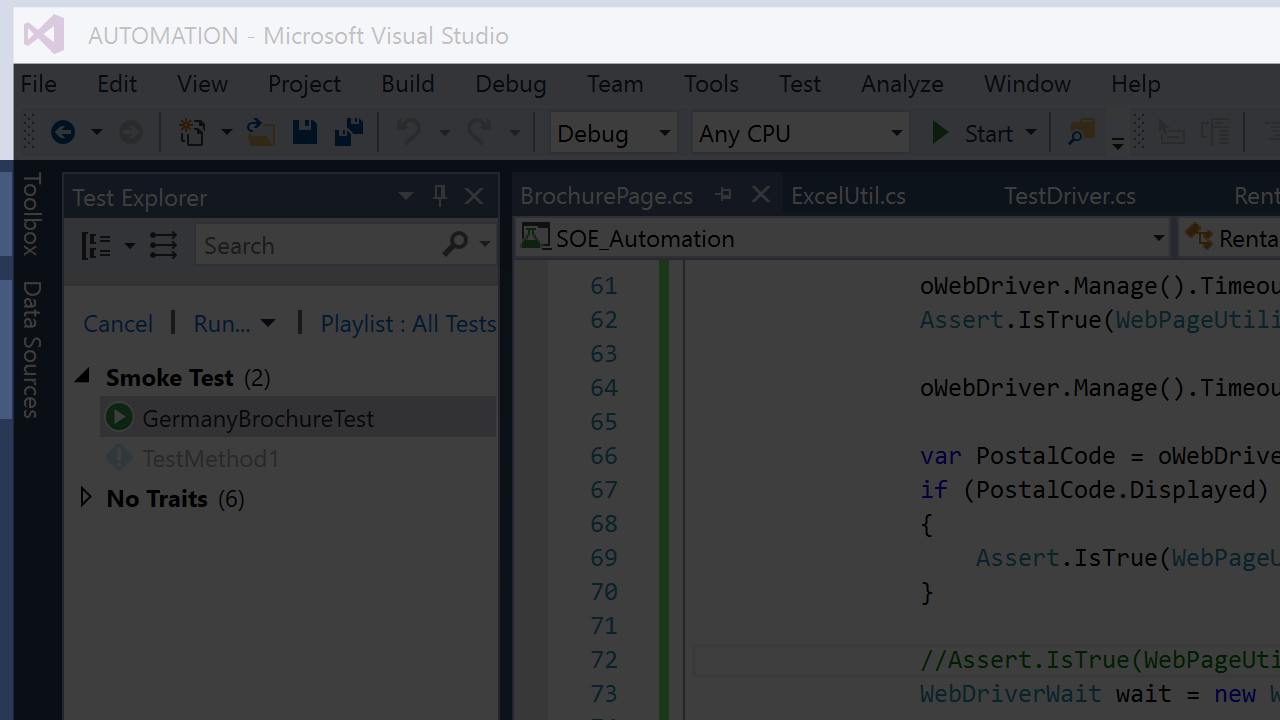 AUTOMATION - Microsoft Visual Studio
File Edit View Project Build Debug Team Tools Test Analyze Window Help
Debug Any CPU Start
Toolbox
Data Sources
Test Explorer
Search
Cancel | Run... | Playlist : All Tests
Smoke Test (2)
GermanyBrochureTest
TestMethod1
No Traits (6)
BrochurePage.cs ExcelUtil.cs TestDriver.cs Rent
SOE_Automation Renta
61 oWebDriver.Manage().Timeou
62 Assert.IsTrue(WebPageUtili
63
64 oWebDriver.Manage().Timeou
65
66 var PostalCode = oWebDrive
67 if (PostalCode.Displayed)
68 {
69 Assert.IsTrue(WebPageU
70 }
71
72 //Assert.IsTrue(WebPageUti
73 WebDriverWait wait = new W